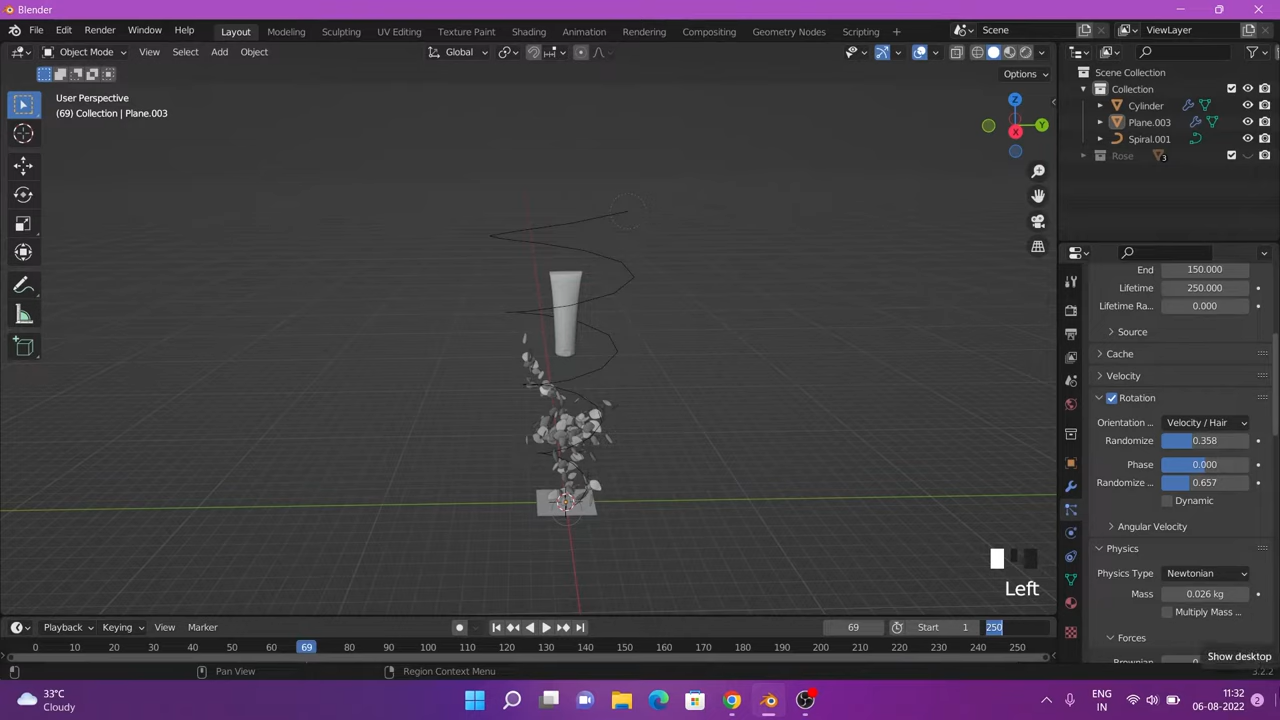 Blender
File Edit Render Window Help
Layout Modeling Sculpting UV Editing Texture Paint Shading Animation Rendering Compositing Geometry Nodes Scripting +
Scene
ViewLayer
Object Mode View Select Add Object
Global
Options
User Perspective
(69) Collection | Plane.003
Z
Y
X
Scene Collection
Collection
Cylinder
Plane.003
Spiral.001
Rose 3
End 150.000
Lifetime 250.000
Lifetime Ra... 0.000
Source
Cache
Velocity
Rotation
Orientation ... Velocity / Hair
Randomize 0.358
Phase 0.000
Randomize ... 0.657
Dynamic
Angular Velocity
Physics
Physics Type Newtonian
Mass 0.026 kg
Multiply Mass ...
Forces
Show desktop
Left
Playback Keying View Marker
69
Start 1
250
0 10 20 30 40 50 60 69 80 90 100 110 120 130 140 150 160 170 180 190 200 210 220 230 240 250
Pan View
Region Context Menu
3.2.2
33°C
Cloudy
ENG
IN
11:32
06-08-2022
2